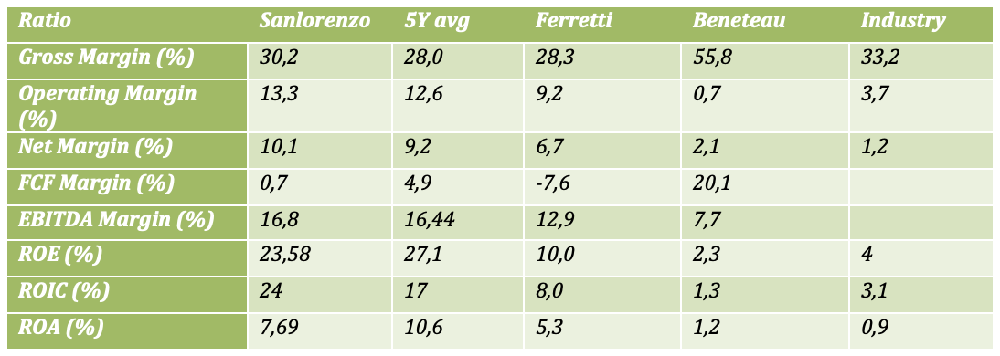 Ratio Sanlorenzo 5Y avg Ferretti Beneteau Industry
Gross Margin (%) 30,2 28,0 28,3 55,8 33,2
Operating Margin (%) 13,3 12,6 9,2 0,7 3,7
Net Margin (%) 10,1 9,2 6,7 2,1 1,2
FCF Margin (%) 0,7 4,9 -7,6 20,1
EBITDA Margin (%) 16,8 16,44 12,9 7,7
ROE (%) 23,58 27,1 10,0 2,3 4
ROIC (%) 24 17 8,0 1,3 3,1
ROA (%) 7,69 10,6 5,3 1,2 0,9